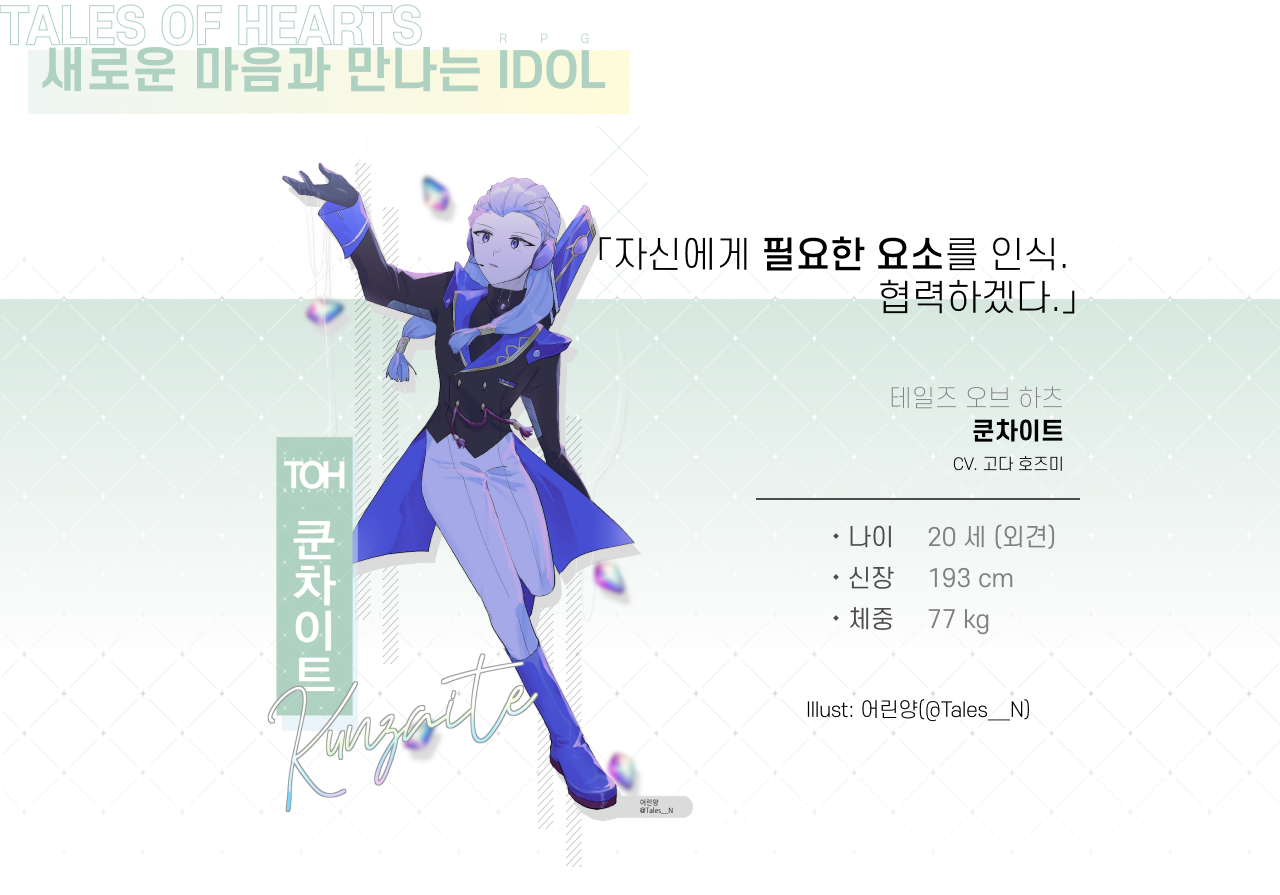 TALES OF HEARTS
R P G
새로운 마음과 만나는 IDOL
「자신에게 필요한 요소를 인식.
협력하겠다.」
테일즈 오브 하츠
쿤차이트
CV. 고다 호즈미
• 나이 20 세 (외견)
• 신장 193 cm
• 체중 77 kg
Illust: 어린양(@Tales__N)
TOH
쿤차이트
Kunzaite
어린양
@Tales__N